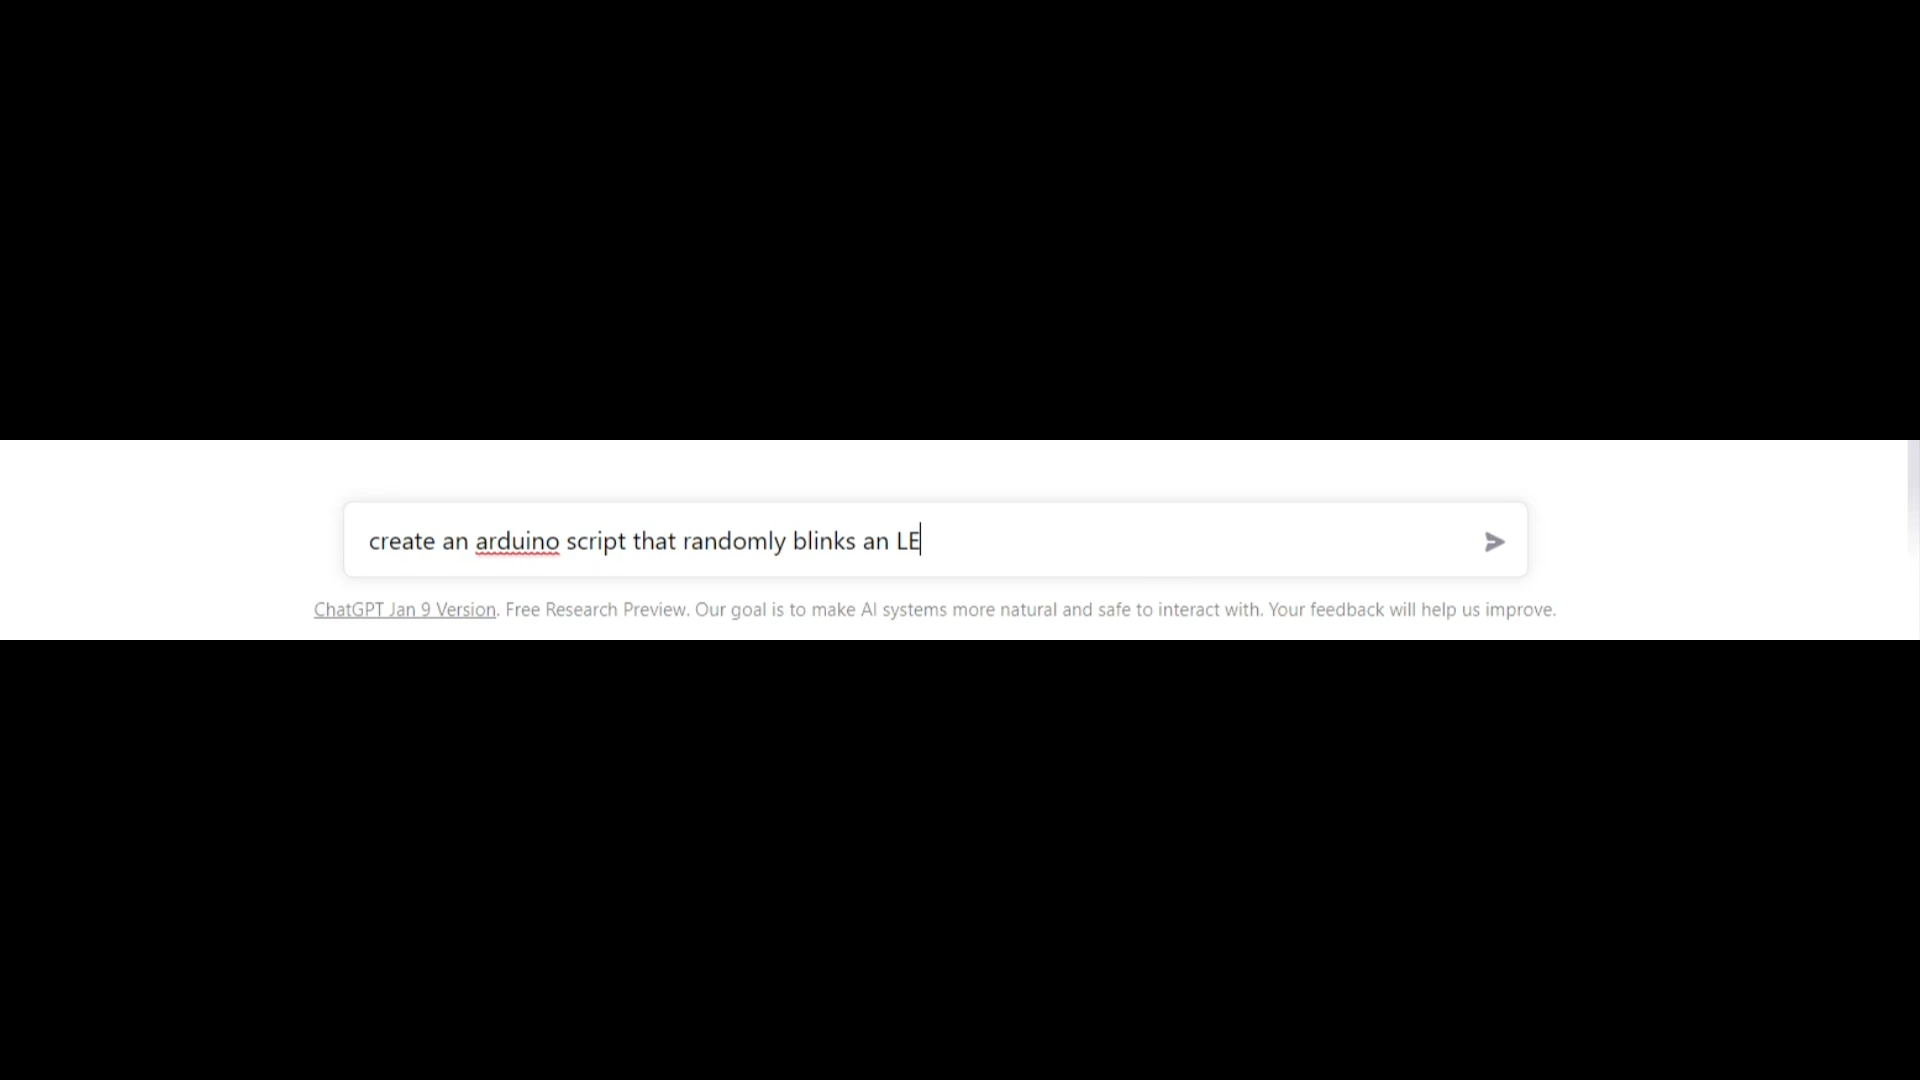 create an arduino script that randomly blinks an LE
ChatGPT Jan 9 Version. Free Research Preview. Our goal is to make AI systems more natural and safe to interact with. Your feedback will help us improve.